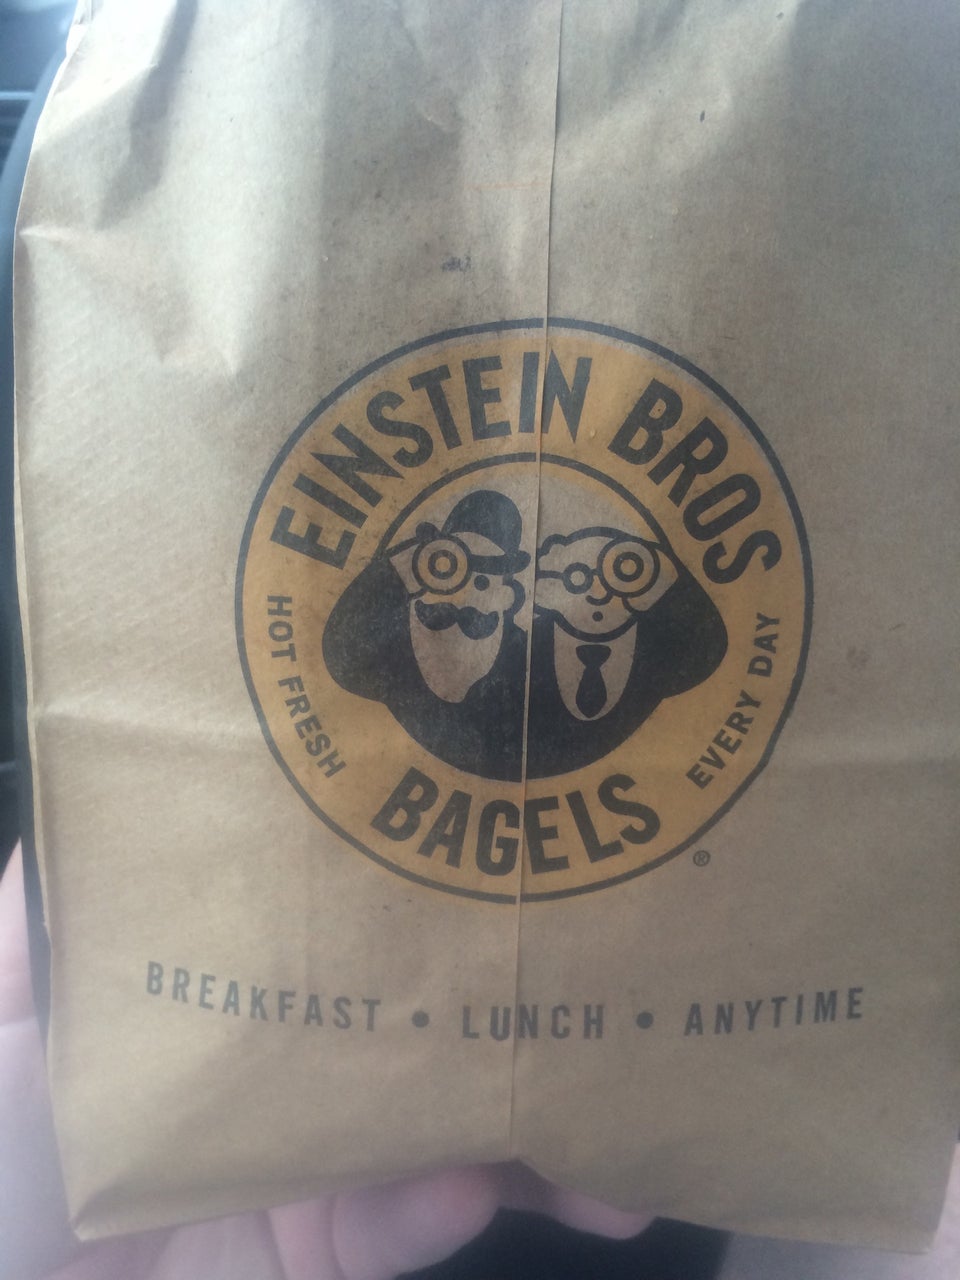 EINSTEIN BROS
HOT FRESH
EVERY DAY
BAGELS
®
BREAKFAST • LUNCH • ANYTIME